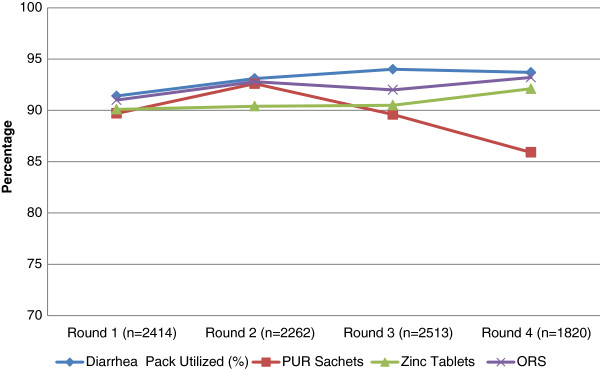 100
95
90
85
80
75
70
Percentage
Round 1 (n=2414) Round 2 (n=2262) Round 3 (n=2513) Round 4 (n=1820)
Diarrhea Pack Utilized (%) PUR Sachets Zinc Tablets ORS